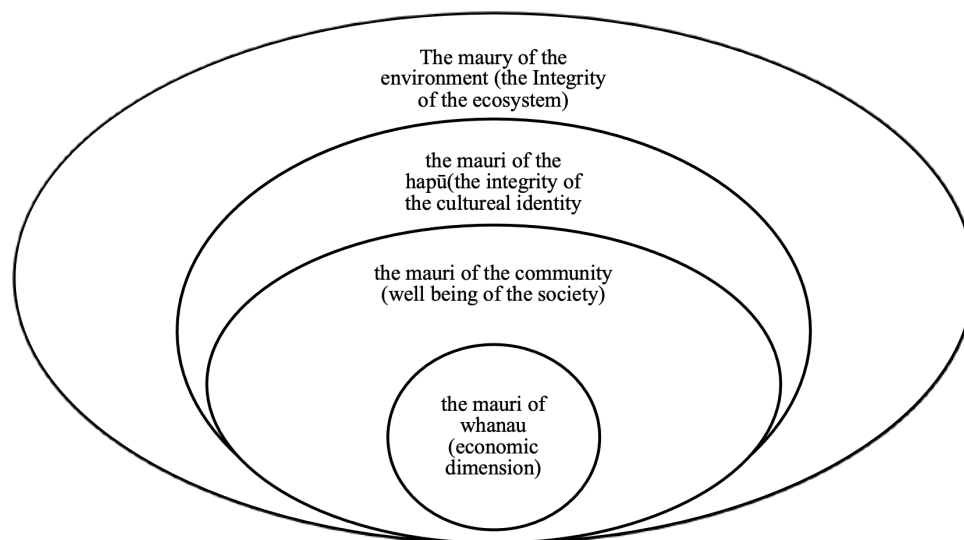 The maury of the
environment (the Integrity
of the ecosystem)
the mauri of the
hapū(the integrity of
the cultureal identity
the mauri of the community
(well being of the society)
the mauri of
whanau
(economic
dimension)